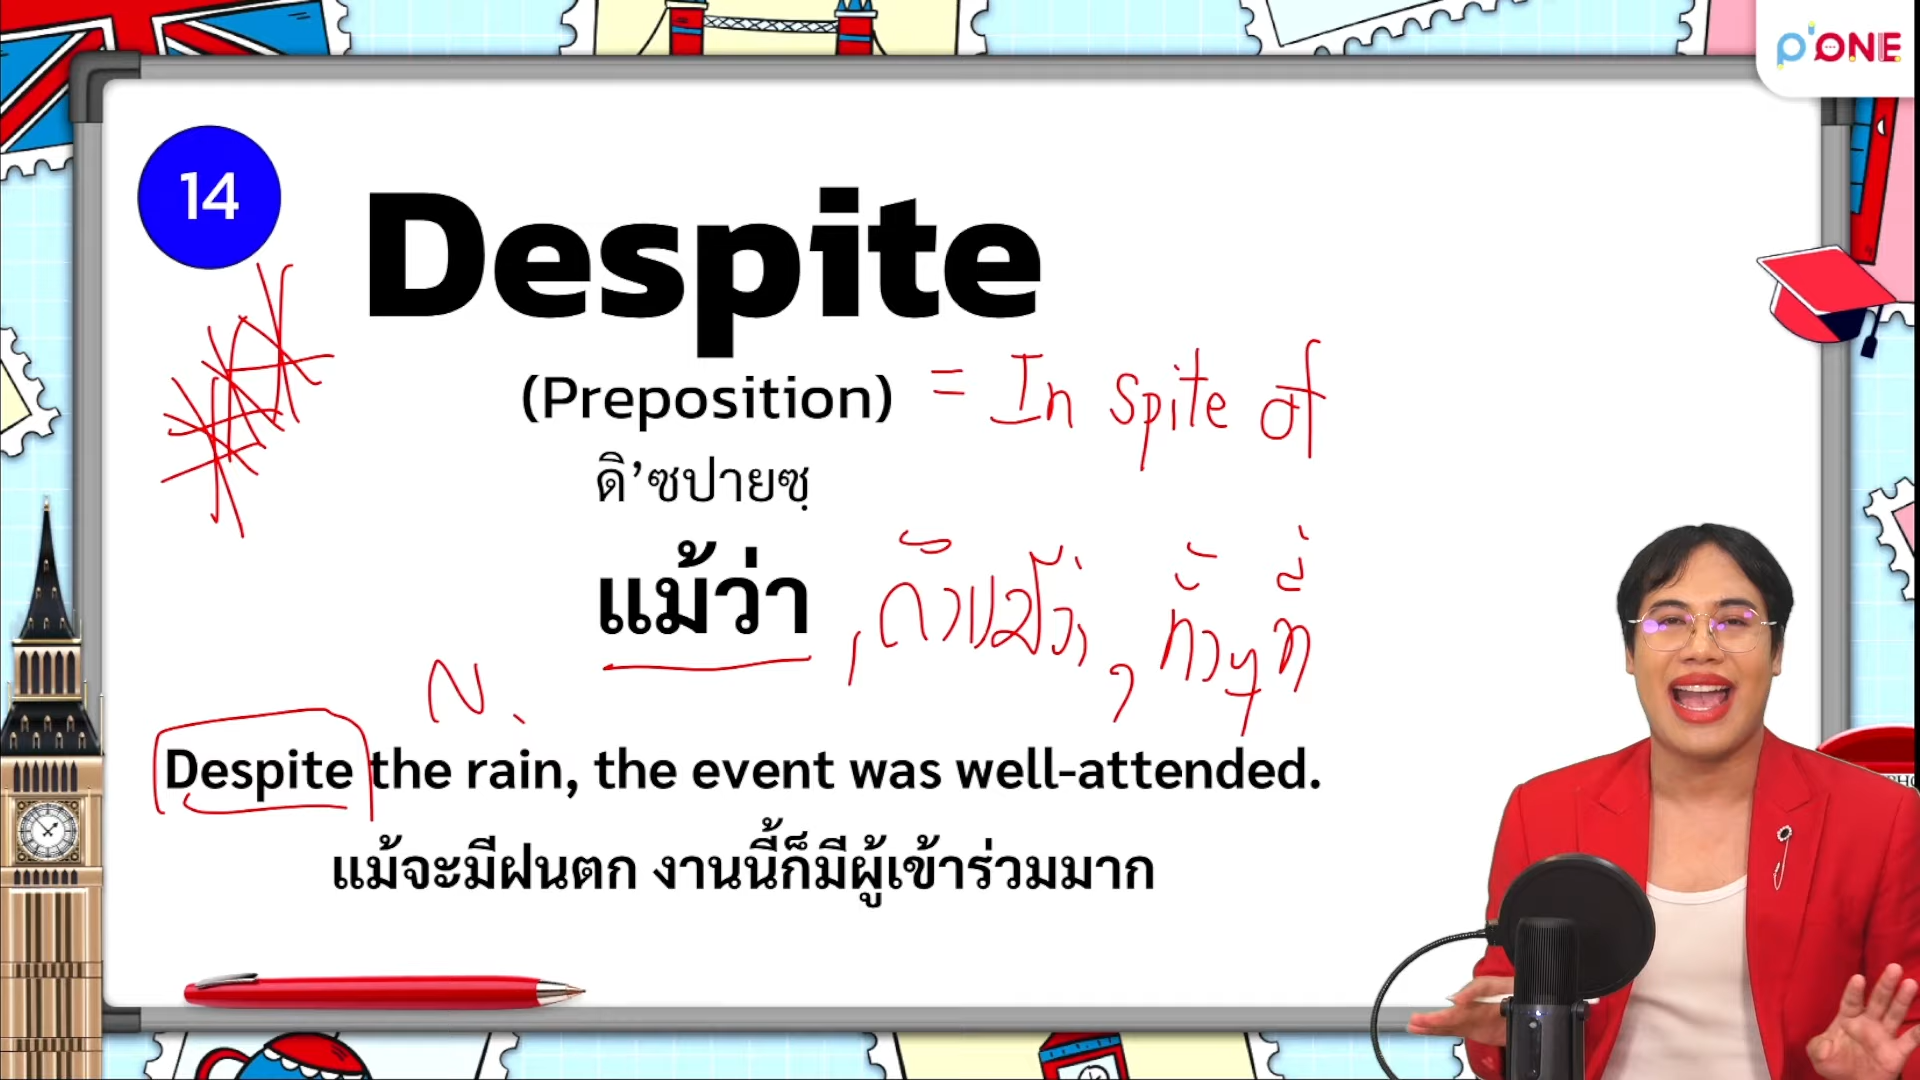 P'ONE
14
Despite
(Preposition) = In spite of
ดิ’ซปายซฺ
แม้ว่า , ถึงแม้ว่า , ทั้งๆที่
N.
Despite the rain, the event was well-attended.
แม้จะมีฝนตก งานนี้ก็มีผู้เข้าร่วมมาก